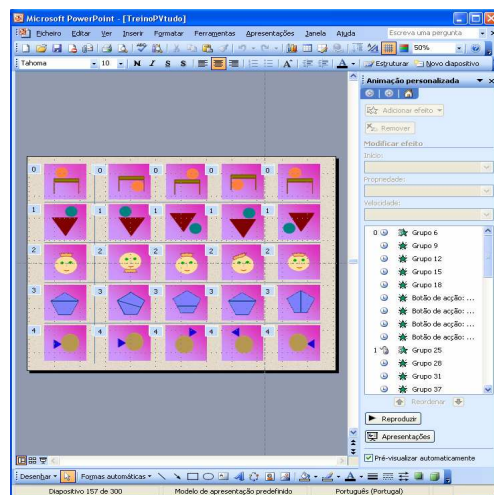 Microsoft PowerPoint - [TreinoPVtudo]
Ficheiro Editar Ver Inserir Formatar Ferramentas Apresentações Janela Ajuda Escreva uma pergunta
50%
Tahoma 10 N I S S A A Estruturar Novo diapositivo
Animação personalizada
Adicionar efeito
Remover
Modificar efeito
Início:
Propriedade:
Velocidade:
0 0 0 0 0
1 1 1 1 1
2 2 2 2 2
3 3 3 3 3
4 4 4 4 4
0 Grupo 6
Grupo 9
Grupo 12
Grupo 15
Grupo 18
Botão de acção: ...
Botão de acção: ...
Botão de acção: ...
Botão de acção: ...
1 Grupo 25
Grupo 28
Grupo 31
Grupo 37
Reordenar
Reproduzir
Apresentações
Pré-visualizar automaticamente
Desenhar Formas automáticas A
Diapositivo 157 de 300 Modelo de apresentação predefinido Português (Portugal)